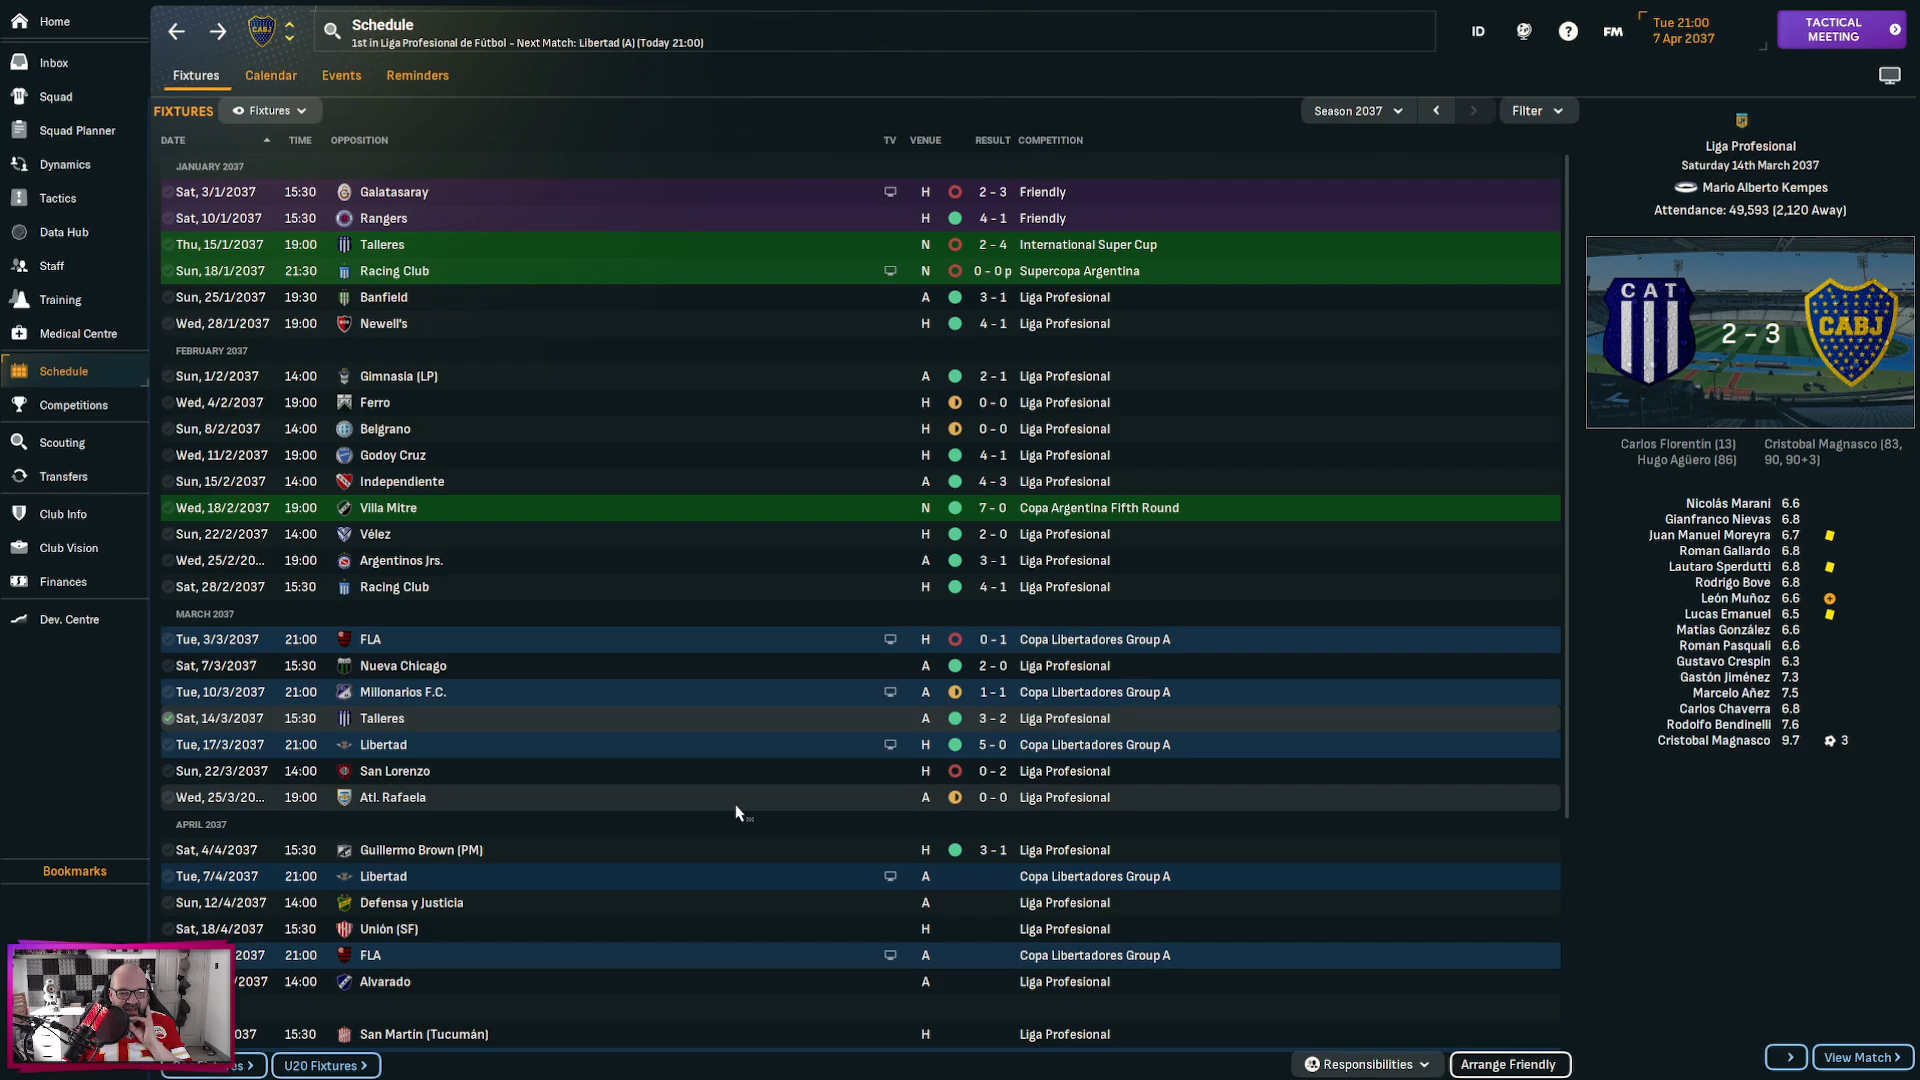 Home
Inbox
Squad
Squad Planner
Dynamics
Tactics
Data Hub
Staff
Training
Medical Centre
Schedule
Competitions
Scouting
Transfers
Club Info
Club Vision
Finances
Dev. Centre
Bookmarks
CABJ
Schedule
1st in Liga Profesional de Fútbol - Next Match: Libertad (A) (Today 21:00)
ID
?
FM
Tue 21:00
7 Apr 2037
TACTICAL MEETING
Fixtures Calendar Events Reminders
FIXTURES Fixtures
Season 2037
Filter
DATE TIME OPPOSITION TV VENUE RESULT COMPETITION
JANUARY 2037
Sat, 3/1/2037 15:30 Galatasaray H 2 - 3 Friendly
Sat, 10/1/2037 15:30 Rangers H 4 - 1 Friendly
Thu, 15/1/2037 19:00 Talleres N 2 - 4 International Super Cup
Sun, 18/1/2037 21:30 Racing Club N 0 - 0 p Supercopa Argentina
Sun, 25/1/2037 19:30 Banfield A 3 - 1 Liga Profesional
Wed, 28/1/2037 19:00 Newell's H 4 - 1 Liga Profesional
FEBRUARY 2037
Sun, 1/2/2037 14:00 Gimnasia (LP) A 2 - 1 Liga Profesional
Wed, 4/2/2037 19:00 Ferro H 0 - 0 Liga Profesional
Sun, 8/2/2037 14:00 Belgrano H 0 - 0 Liga Profesional
Wed, 11/2/2037 19:00 Godoy Cruz H 4 - 1 Liga Profesional
Sun, 15/2/2037 14:00 Independiente A 4 - 3 Liga Profesional
Wed, 18/2/2037 19:00 Villa Mitre N 7 - 0 Copa Argentina Fifth Round
Sun, 22/2/2037 14:00 Vélez H 2 - 0 Liga Profesional
Wed, 25/2/20... 19:00 Argentinos Jrs. A 3 - 1 Liga Profesional
Sat, 28/2/2037 15:30 Racing Club H 4 - 1 Liga Profesional
MARCH 2037
Tue, 3/3/2037 21:00 FLA H 0 - 1 Copa Libertadores Group A
Sat, 7/3/2037 15:30 Nueva Chicago A 2 - 0 Liga Profesional
Tue, 10/3/2037 21:00 Millonarios F.C. A 1 - 1 Copa Libertadores Group A
Sat, 14/3/2037 15:30 Talleres A 3 - 2 Liga Profesional
Tue, 17/3/2037 21:00 Libertad H 5 - 0 Copa Libertadores Group A
Sun, 22/3/2037 14:00 San Lorenzo H 0 - 2 Liga Profesional
Wed, 25/3/20... 19:00 Atl. Rafaela A 0 - 0 Liga Profesional
APRIL 2037
Sat, 4/4/2037 15:30 Guillermo Brown (PM) H 3 - 1 Liga Profesional
Tue, 7/4/2037 21:00 Libertad A Copa Libertadores Group A
Sun, 12/4/2037 14:00 Defensa y Justicia A Liga Profesional
Sat, 18/4/2037 15:30 Unión (SF) H Liga Profesional
/2037 21:00 FLA A Copa Libertadores Group A
/2037 14:00 Alvarado A Liga Profesional
037 15:30 San Martín (Tucumán) H Liga Profesional
U20 Fixtures
Responsibilities
Arrange Friendly
View Match
Liga Profesional
Saturday 14th March 2037
Mario Alberto Kempes
Attendance: 49,593 (2,120 Away)
CAT
2 - 3
CABJ
Carlos Florentin (13)
Hugo Agüero (86)
Cristobal Magnasco (83, 90, 90+3)
Nicolás Marani 6.6
Gianfranco Nievas 6.8
Juan Manuel Moreyra 6.7
Roman Gallardo 6.8
Lautaro Sperdutti 6.8
Rodrigo Bove 6.8
León Muñoz 6.6
Lucas Emanuel 6.5
Matías González 6.6
Roman Pasquali 6.6
Gustavo Crespín 6.3
Gastón Jiménez 7.3
Marcelo Añez 7.5
Carlos Chaverra 6.8
Rodolfo Bendinelli 7.6
Cristobal Magnasco 9.7 3